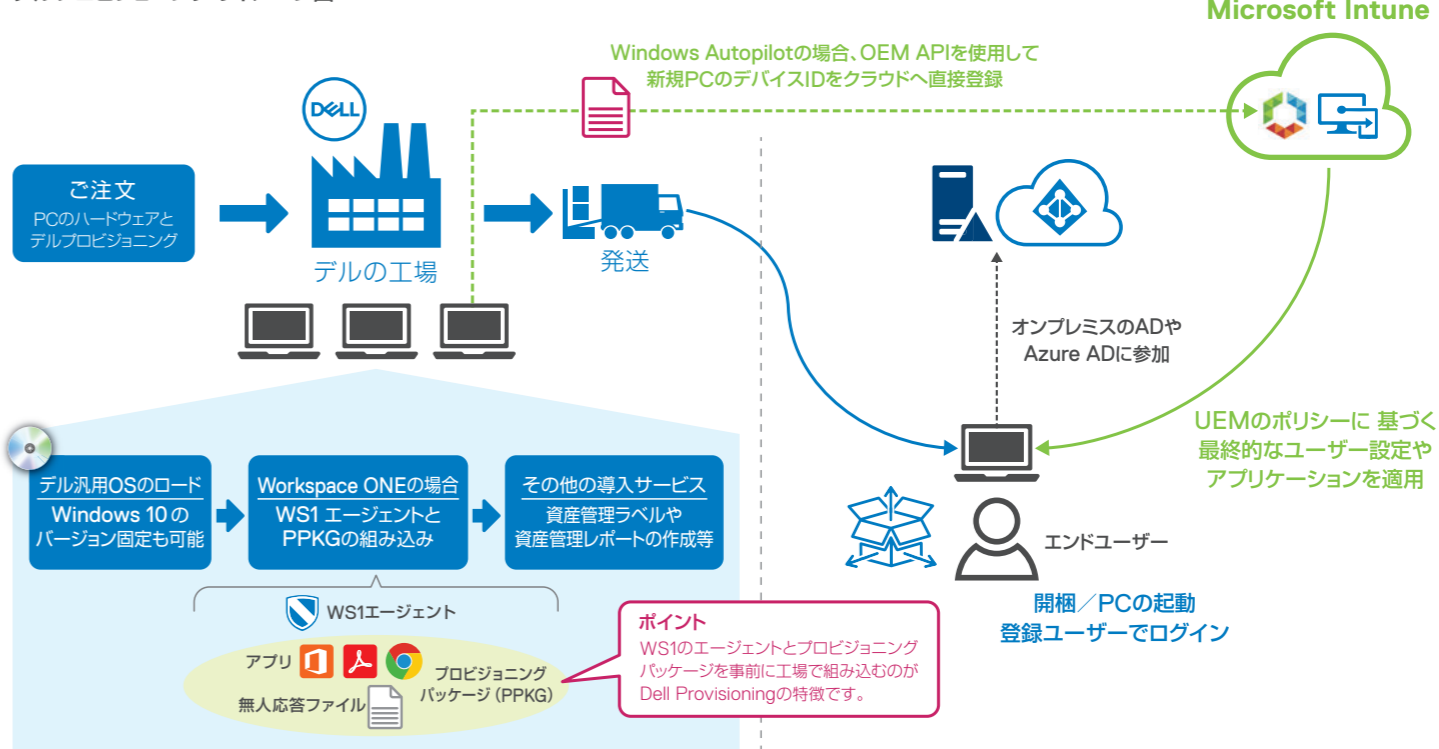 Microsoft Intune
Windows Autopilotの場合、OEM APIを使用して
新規PCのデバイスIDをクラウドへ直接登録
DELL
ご注文
PCのハードウェアと
デルプロビジョニング
デルの工場
発送
オンプレミスのADや
Azure ADに参加
UEMのポリシーに 基づく
最終的なユーザー設定や
アプリケーションを適用
デル汎用OSのロード
Windows 10 の
バージョン固定も可能
Workspace ONEの場合
WS1 エージェントと
PPKGの組み込み
その他の導入サービス
資産管理ラベルや
資産管理レポートの作成等
エンドユーザー
開梱／PCの起動
登録ユーザーでログイン
WS1エージェント
アプリ
プロビジョニング
パッケージ（PPKG）
無人応答ファイル
ポイント
WS1のエージェントとプロビジョニング
パッケージを事前に工場で組み込むのが
Dell Provisioningの特徴です。